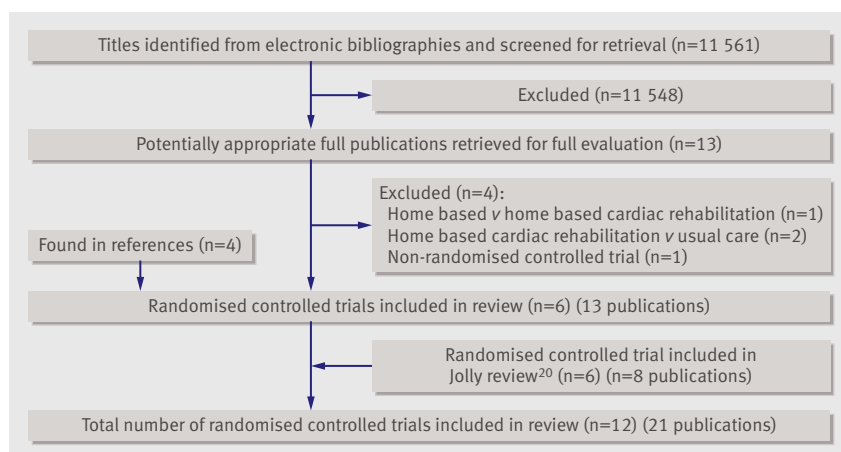 Titles identified from electronic bibliographies and screened for retrieval (n=11 561)
Excluded (n=11 548)
Potentially appropriate full publications retrieved for full evaluation (n=13)
Excluded (n=4):
Home based v home based cardiac rehabilitation (n=1)
Home based cardiac rehabilitation v usual care (n=2)
Non-randomised controlled trial (n=1)
Found in references (n=4)
Randomised controlled trials included in review (n=6) (13 publications)
Randomised controlled trial included in
Jolly review²⁰ (n=6) (n=8 publications)
Total number of randomised controlled trials included in review (n=12) (21 publications)